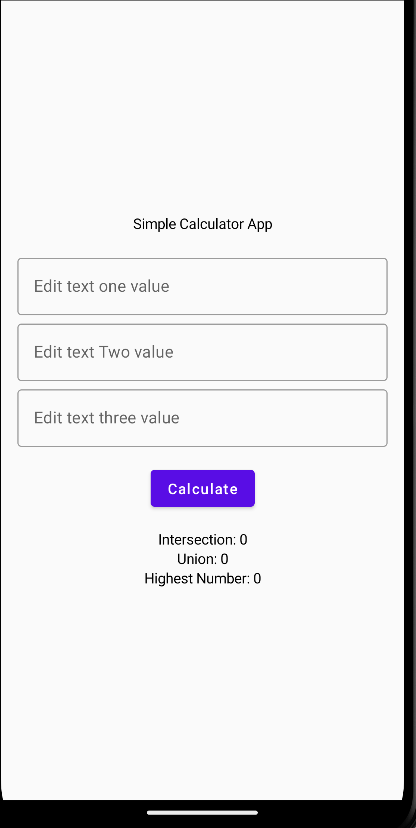 Simple Calculator App
Edit text one value
Edit text Two value
Edit text three value
Calculate
Intersection: 0
Union: 0
Highest Number: 0